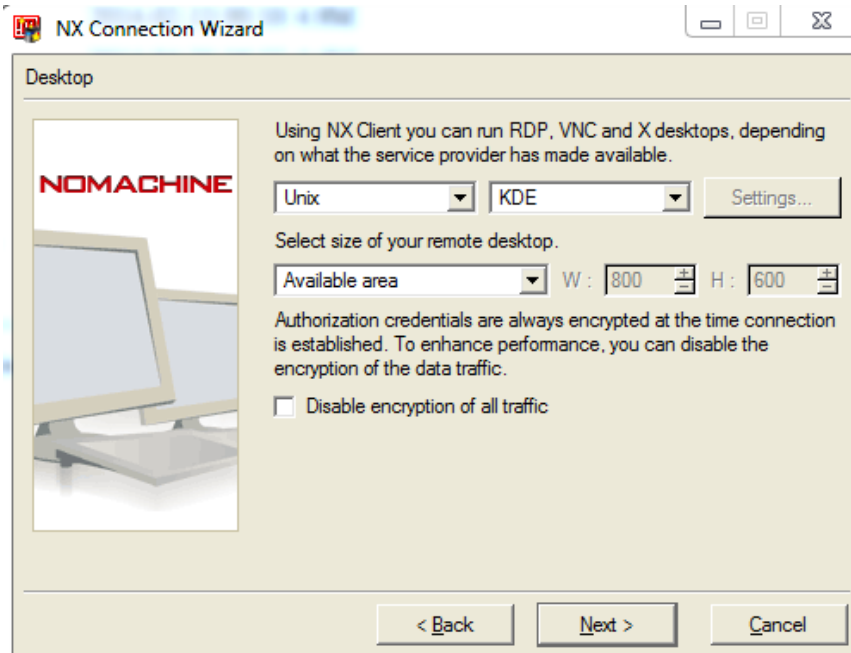 NX Connection Wizard
Desktop
NOMACHINE
Using NX Client you can run RDP, VNC and X desktops, depending
on what the service provider has made available.
Unix KDE Settings...
Select size of your remote desktop.
Available area W : 800 H : 600
Authorization credentials are always encrypted at the time connection
is established. To enhance performance, you can disable the
encryption of the data traffic.
Disable encryption of all traffic
< Back Next > Cancel